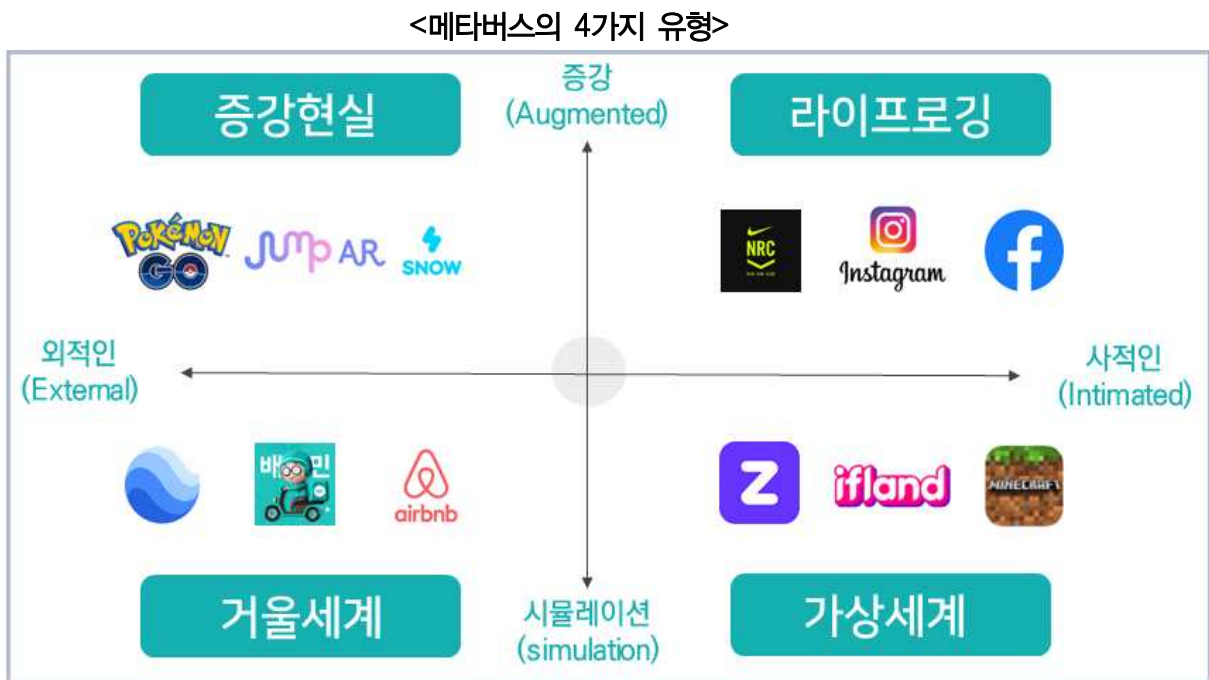 <메타버스의 4가지 유형>
증강현실
증강
(Augmented)
라이프로깅
POKÉMON
GO
Jump AR
SNOW
NRC
Instagram
외적인
(External)
사적인
(Intimated)
배
민
airbnb
Z
ifland
MINECRAFT
거울세계
시뮬레이션
(simulation)
가상세계